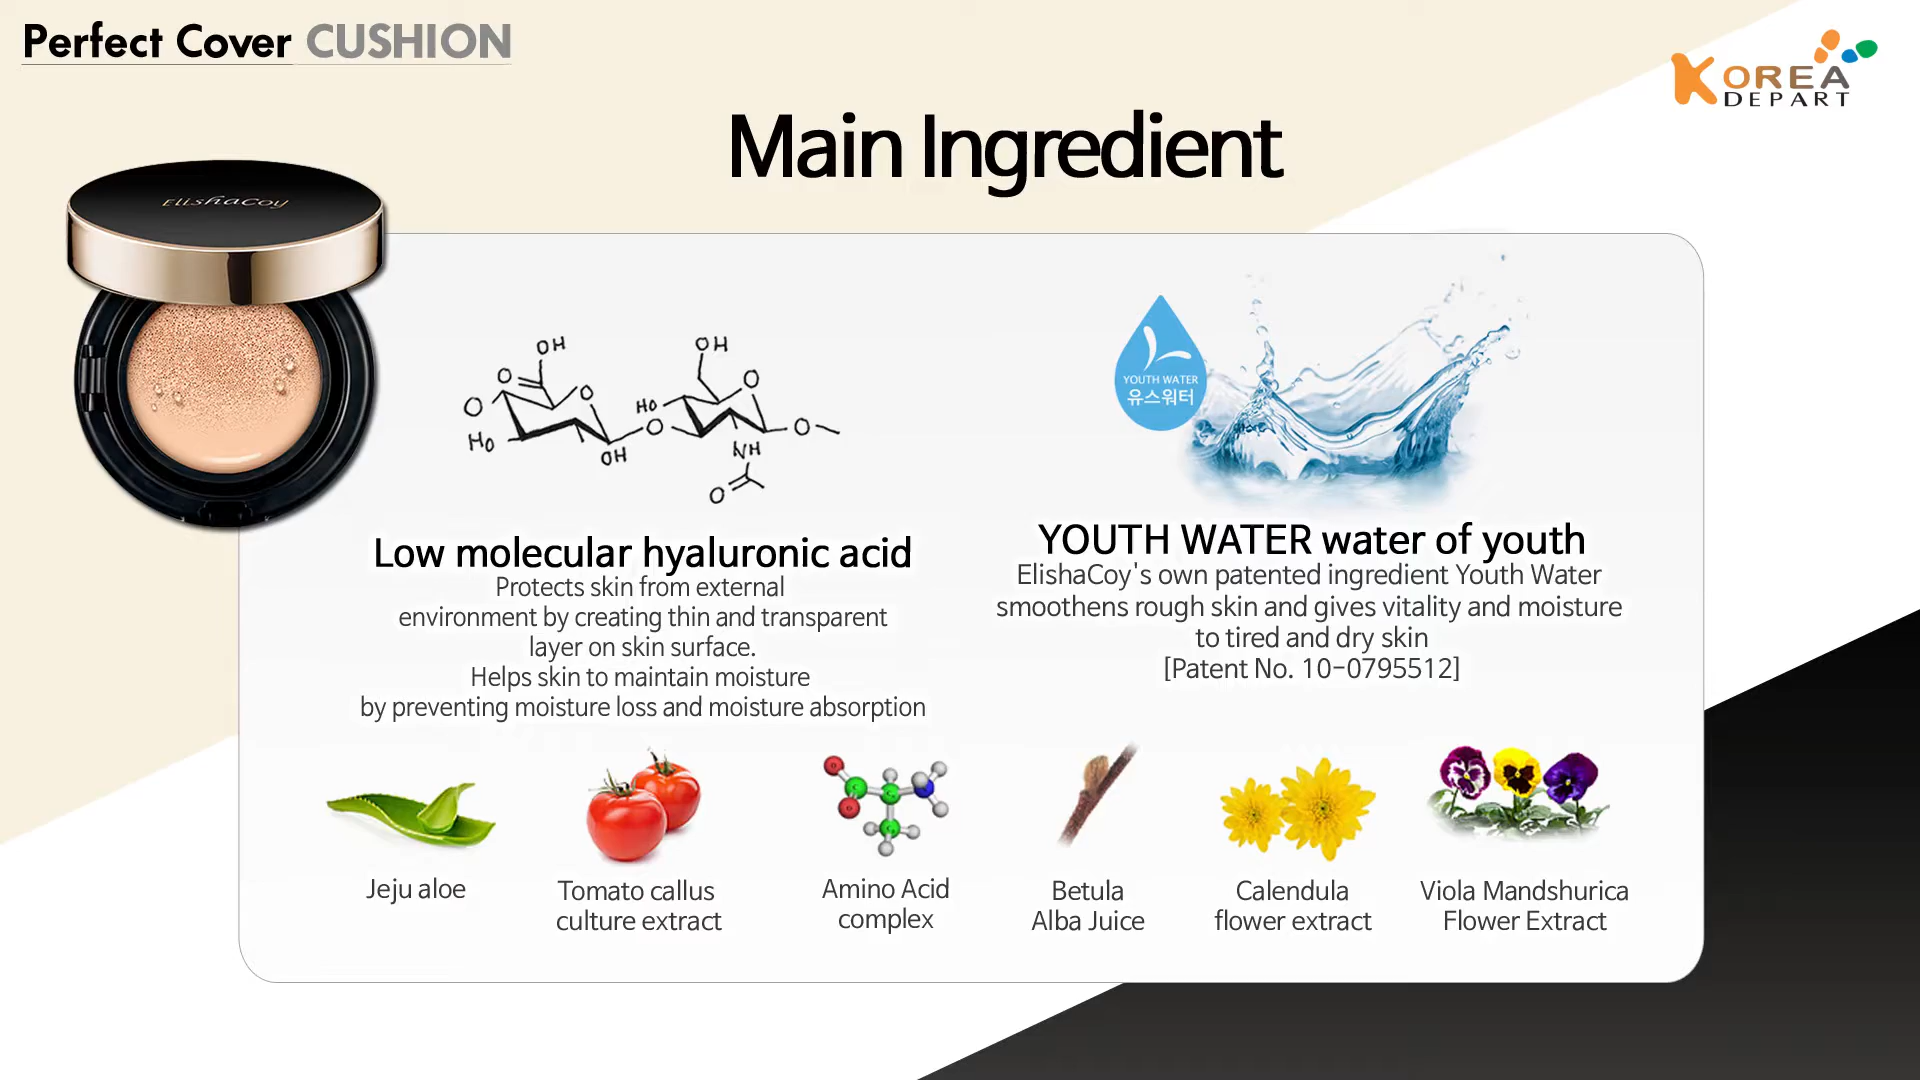 Perfect Cover CUSHION
KOREA
DEPART
Main Ingredient
ElishaCoy
OH
OH
O
O
O
O
Ho
Ho
O
O
OH
NH
O
YOUTH WATER
유스워터
Low molecular hyaluronic acid
Protects skin from external
environment by creating thin and transparent
layer on skin surface.
Helps skin to maintain moisture
by preventing moisture loss and moisture absorption
YOUTH WATER water of youth
ElishaCoy's own patented ingredient Youth Water
smoothens rough skin and gives vitality and moisture
to tired and dry skin
[Patent No. 10-0795512]
Jeju aloe
Tomato callus
culture extract
Amino Acid
complex
Betula
Alba Juice
Calendula
flower extract
Viola Mandshurica
Flower Extract